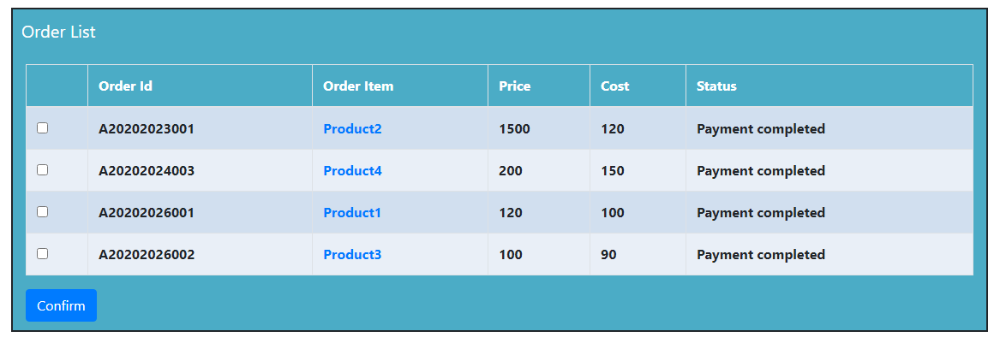 Order List
Order Id Order Item Price Cost Status
A20202023001 Product2 1500 120 Payment completed
A20202024003 Product4 200 150 Payment completed
A20202026001 Product1 120 100 Payment completed
A20202026002 Product3 100 90 Payment completed
Confirm